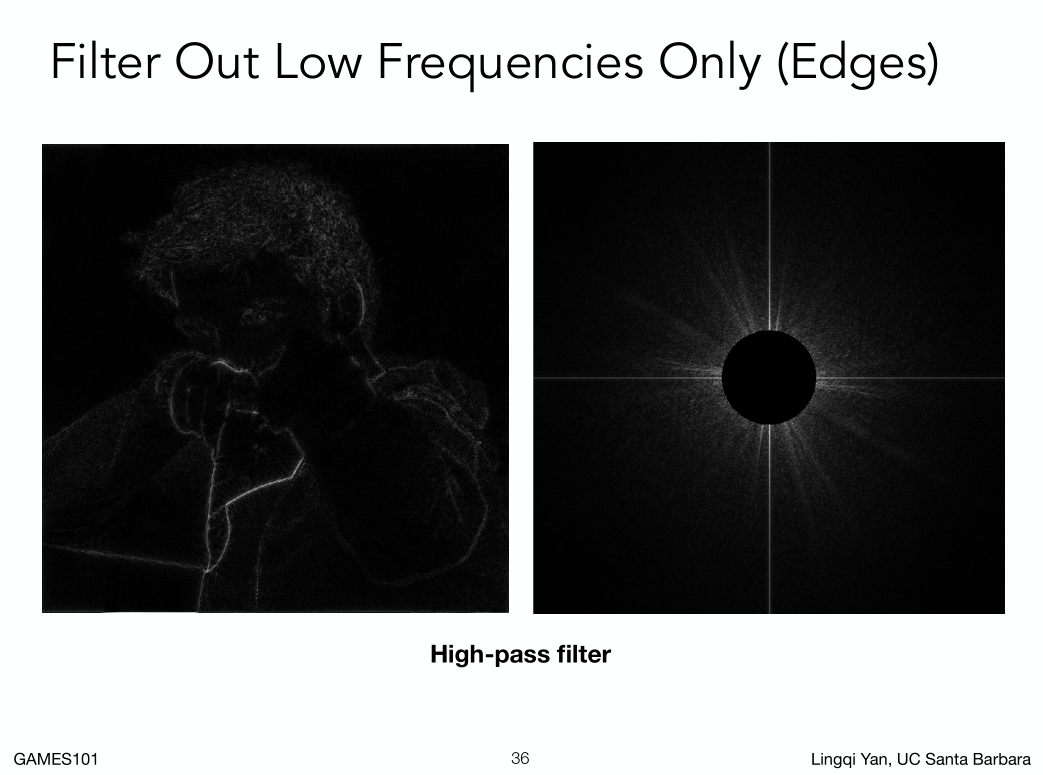 Filter Out Low Frequencies Only (Edges)
High-pass filter
GAMES101
36
Lingqi Yan, UC Santa Barbara